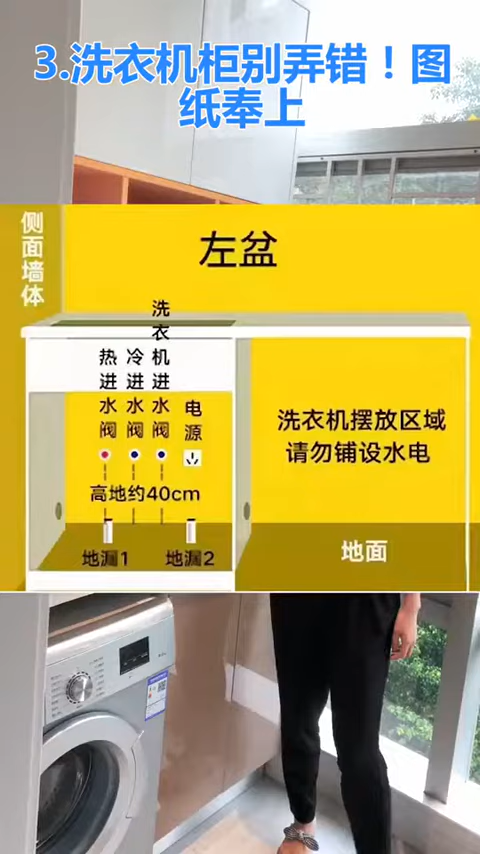 3.洗衣机柜别弄错！图
纸奉上
侧面墙体
左盆
热进水阀
冷进水阀
洗衣机进水阀
电源
洗衣机摆放区域
请勿铺设水电
高地约40cm
地漏1
地漏2
地面